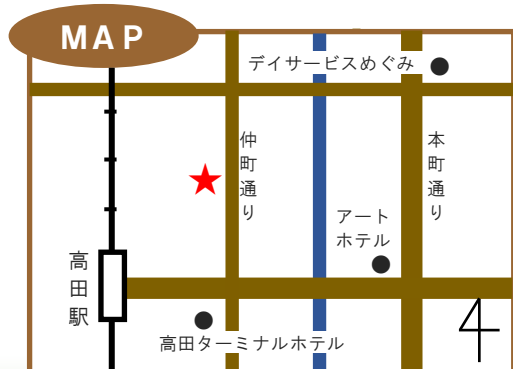 MAP
デイサービスめぐみ
仲町通り
本町通り
アート
ホテル
高田駅
高田ターミナルホテル